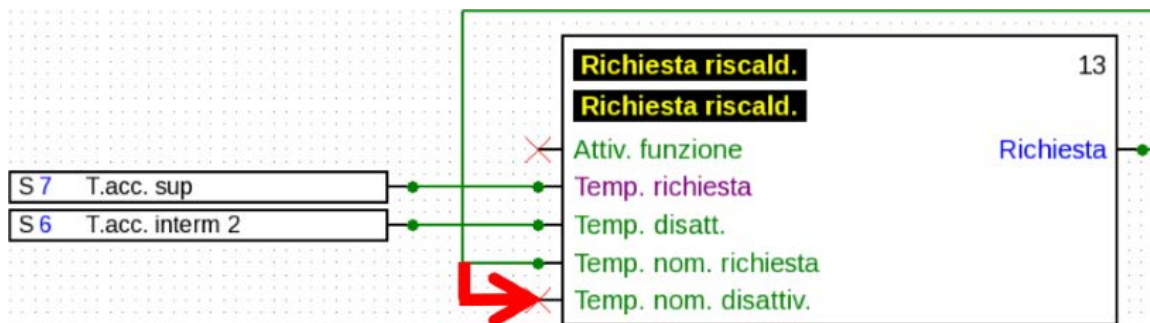 Richiesta riscald. 13
Richiesta riscald.
Attiv. funzione Richiesta
S 7 T.acc. sup Temp. richiesta
S 6 T.acc. interm 2 Temp. disatt.
Temp. nom. richiesta
Temp. nom. disattiv.